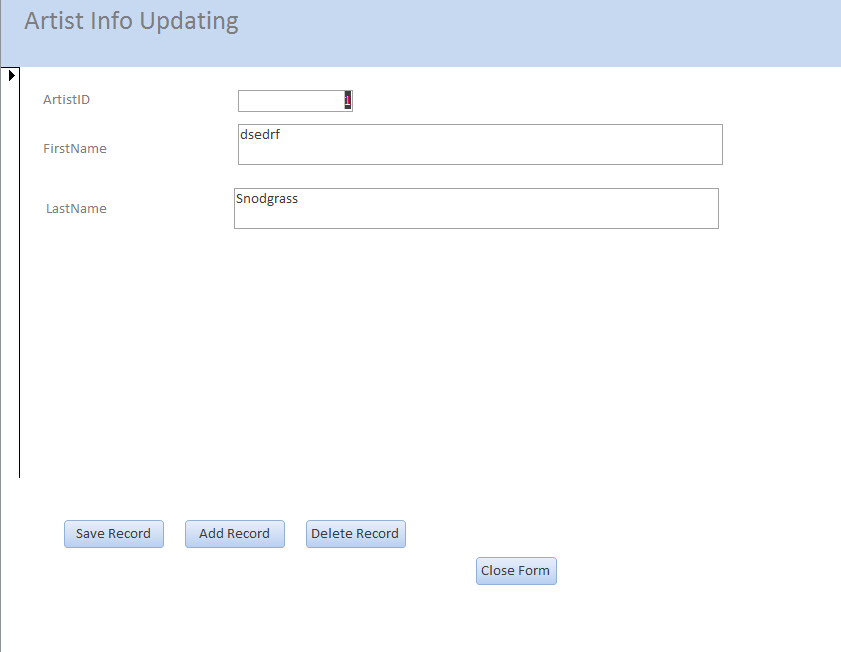 Artist Info Updating
ArtistID 1
FirstName dsedrf
LastName Snodgrass
Save Record Add Record Delete Record
Close Form